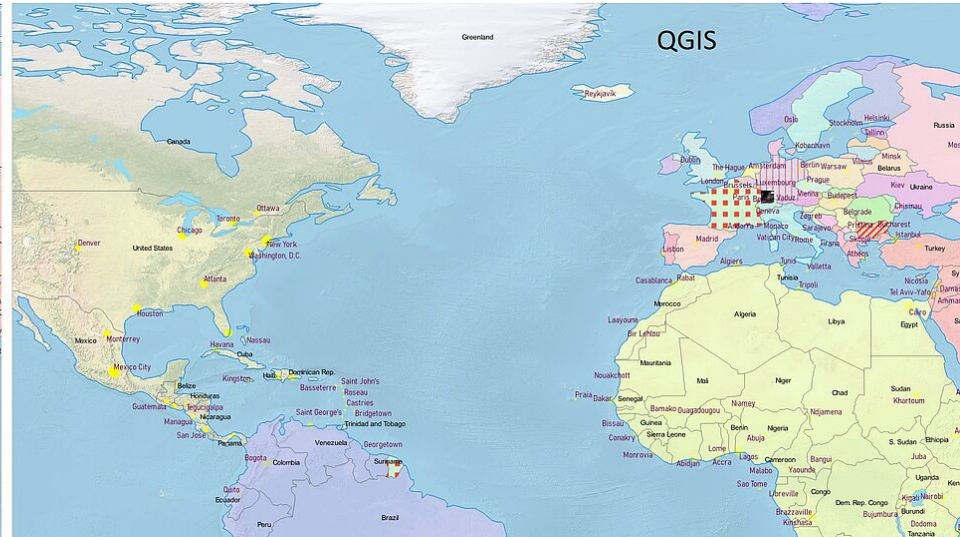 QGIS
Greenland
Reykjavik
Oslo
Stockholm
Helsinki
Tallinn
Russia
Canada
Kobenhavn
Dublin
The Hague
Amsterdam
Berlin
Warsaw
Vilnius
Minsk
Belarus
London
Brussels
Luxembourg
Prague
Kiev
Ukraine
Paris
Vaduz
Vienna
Budapest
Chisinau
Geneva
Zagreb
Belgrade
Ottawa
Toronto
Andorra
Monaco
Sarajevo
Pristina
Bucharest
Chicago
Denver
United States
New York
Washington, D.C.
Lisbon
Madrid
Vatican City
Rome
Tirana
Skopje
Istanbul
Turkey
Athens
Algiers
Tunis
Valletta
Atlanta
Casablanca
Rabat
Tunisia
Tripoli
Nicosia
Tel Aviv-Yafo
Houston
Morocco
Algeria
Libya
Cairo
Egypt
Laayoune
Bir Lehlou
Mexico
Monterrey
Nassau
Havana
Cuba
Mexico City
Kingston
Haiti
Dominican Rep.
Mauritania
Nouakchott
Mali
Niger
Chad
Sudan
Khartoum
Belize
Honduras
Basseterre
Saint John's
Roseau
Castries
Praia
Dakar
Senegal
Guatemala
Tegucigalpa
Nicaragua
Managua
Saint George's
Bridgetown
Trinidad and Tobago
Bamako
Ouagadougou
Niamey
Ndjamena
San José
Panama
Bissau
Guinea
Conakry
Sierra Leone
Benin
Nigeria
Abuja
S. Sudan
Ethiopia
Juba
Venezuela
Georgetown
Monrovia
Abidjan
Lome
Accra
Lagos
Cameroon
Bangui
Malabo
Yaounde
Bogota
Colombia
Suriname
Sao Tome
Uganda
Quito
Ecuador
Libreville
Congo
Dem. Rep. Congo
Kigali
Nairobi
Burundi
Bujumbura
Brazzaville
Kinshasa
Dodoma
Tanzania
Peru
Brazil